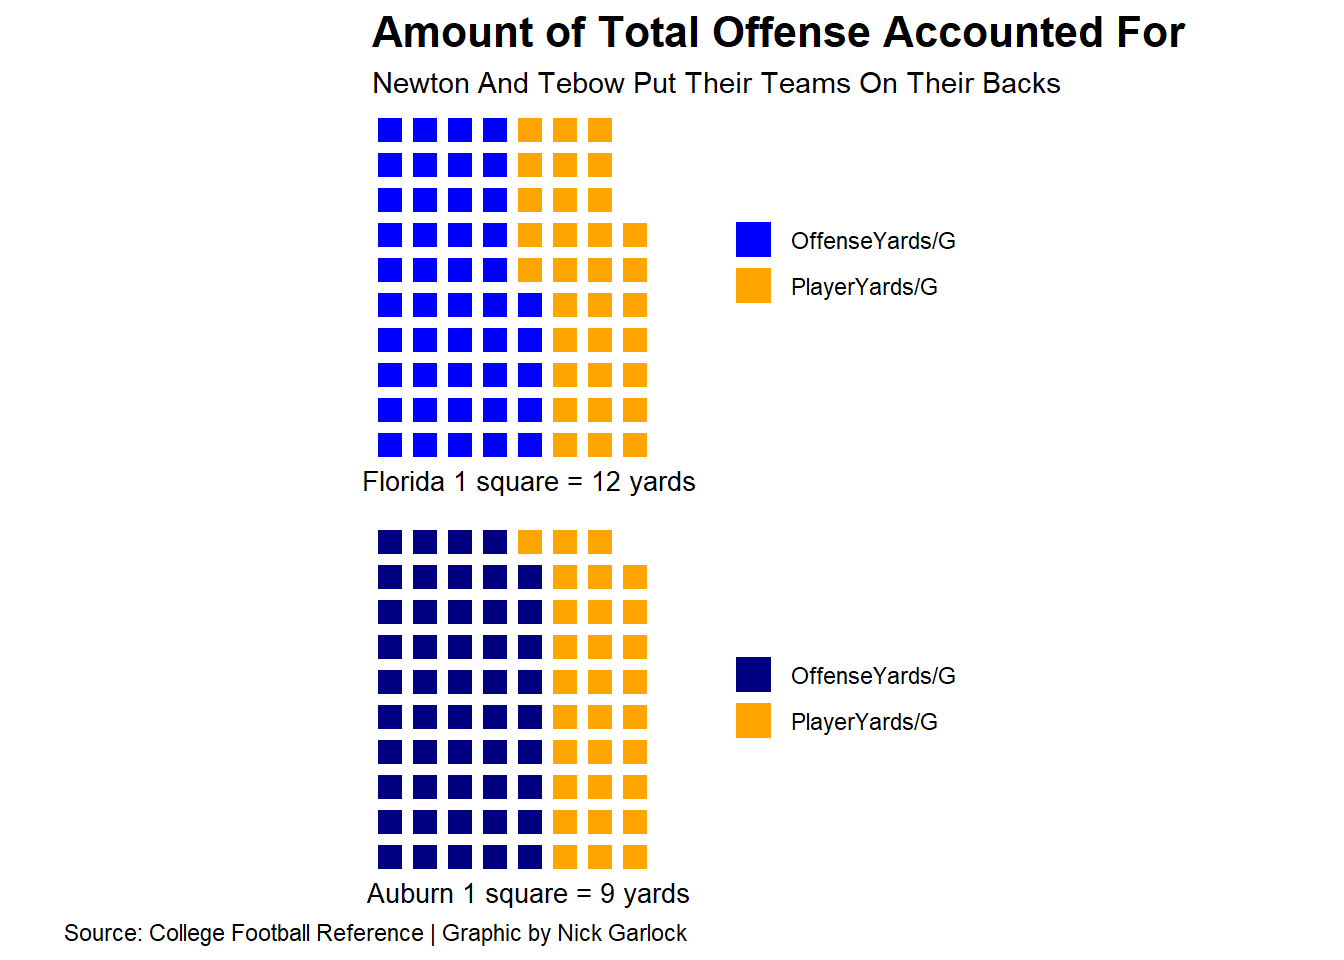 Amount of Total Offense Accounted For
Newton And Tebow Put Their Teams On Their Backs
OffenseYards/G
PlayerYards/G
Florida 1 square = 12 yards
OffenseYards/G
PlayerYards/G
Auburn 1 square = 9 yards
Source: College Football Reference | Graphic by Nick Garlock